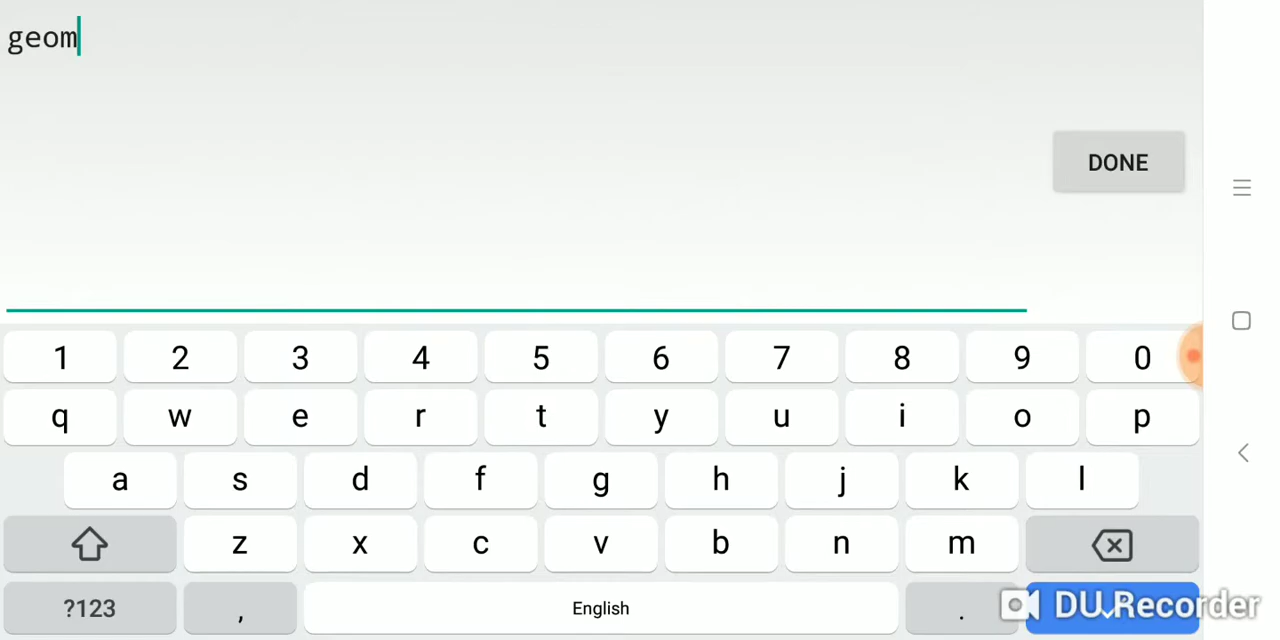 geom
DONE
1 2 3 4 5 6 7 8 9 0
q w e r t y u i o p
a s d f g h j k l
z x c v b n m
?123 , English .
DU Recorder